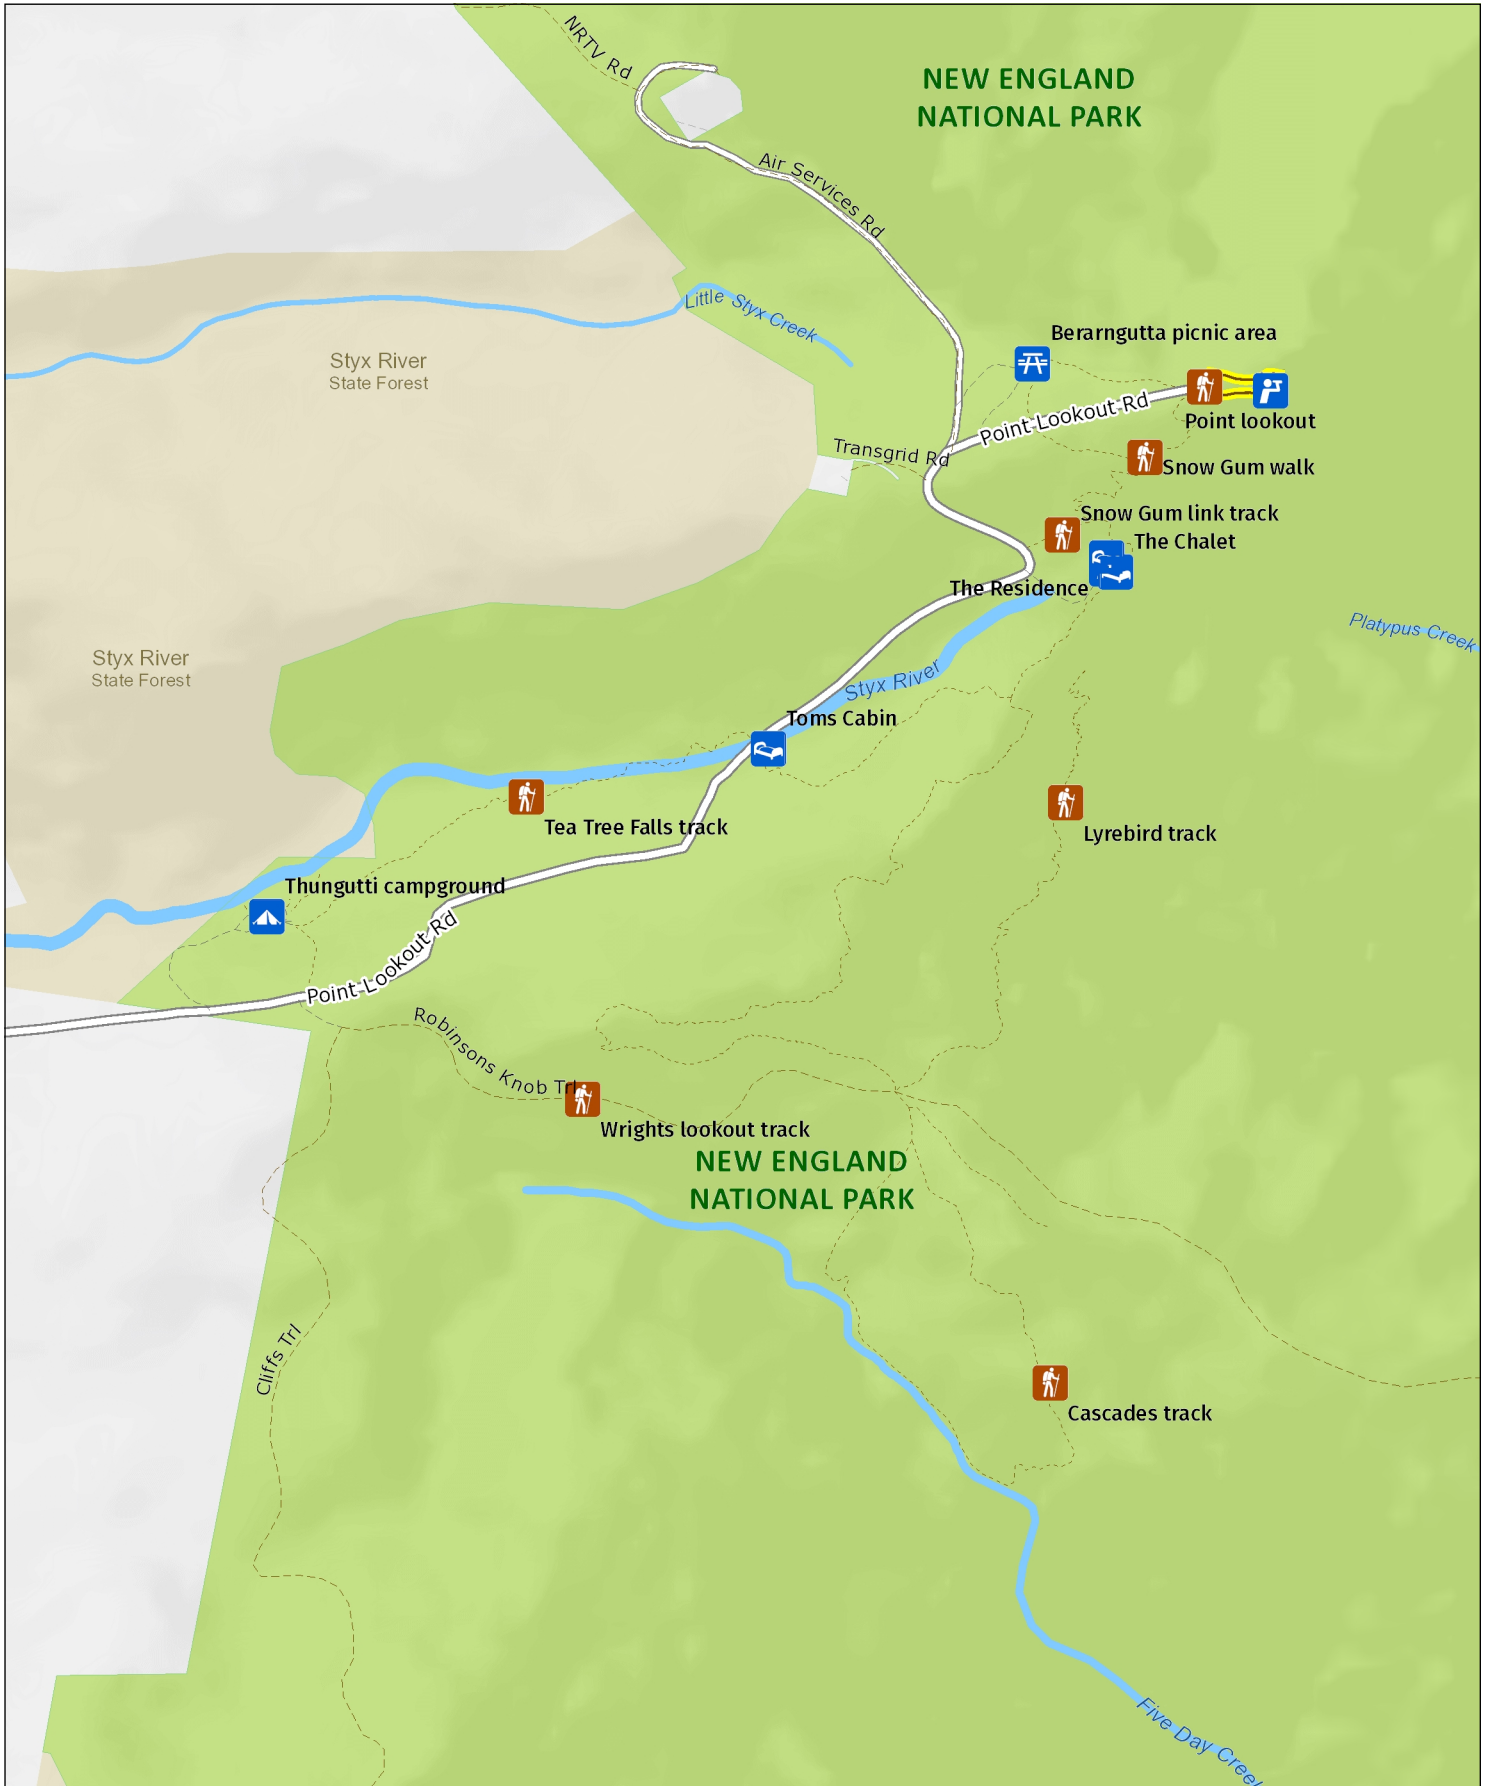 NRTV Rd
NEW ENGLAND
NATIONAL PARK
Air Services Rd
Little Styx Creek
Berarngutta picnic area
Styx River
State Forest
Point Lookout Rd
Point lookout
Transgrid Rd
Snow Gum walk
Snow Gum link track
The Chalet
The Residence
Platypus Creek
Styx River
State Forest
Styx River
Toms Cabin
Tea Tree Falls track
Lyrebird track
Thungutti campground
Point Lookout Rd
Robinsons Knob Trl
Wrights lookout track
NEW ENGLAND
NATIONAL PARK
Cliffs Trl
Cascades track
Five Day Creek